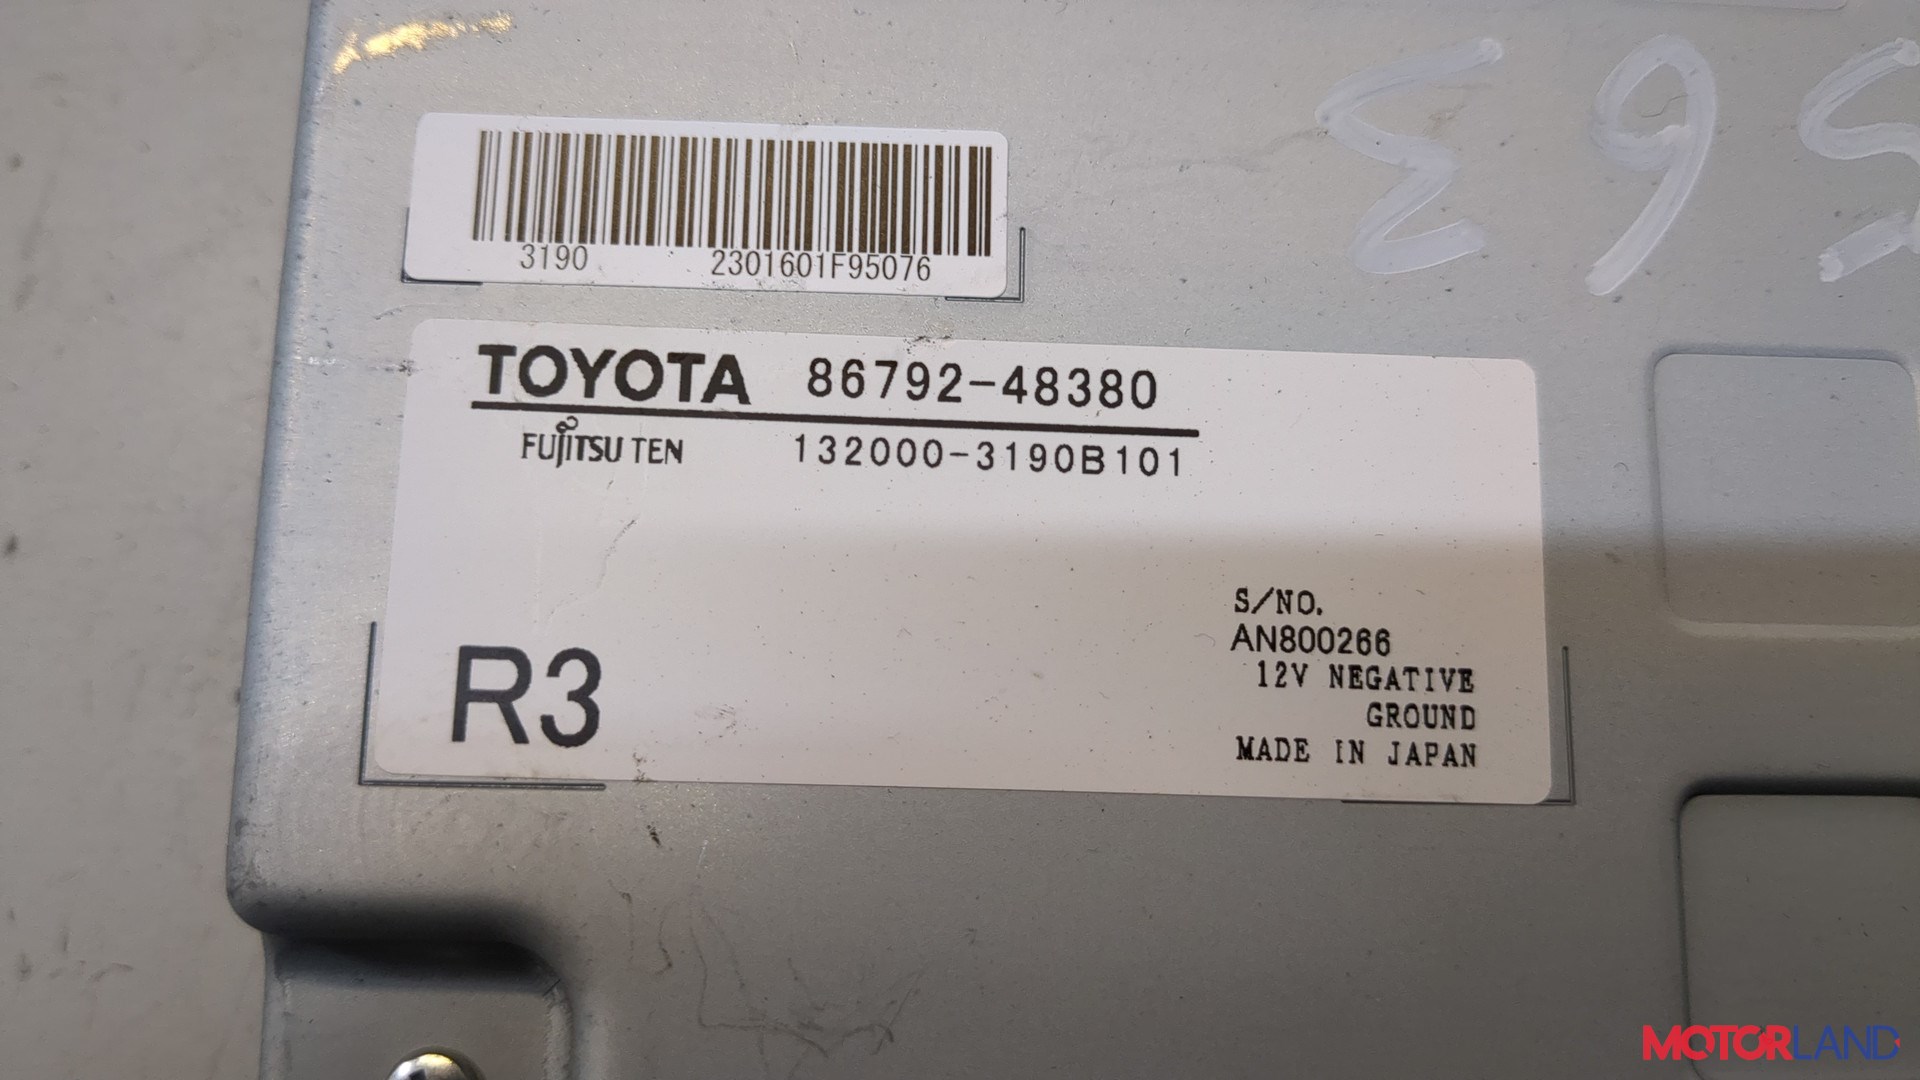 3190 2301601F95076
TOYOTA 86792-48380
FUJITSU TEN 132000-3190B101
S/NO.
AN800266
12V NEGATIVE
GROUND
MADE IN JAPAN
R3
MOTORLAND